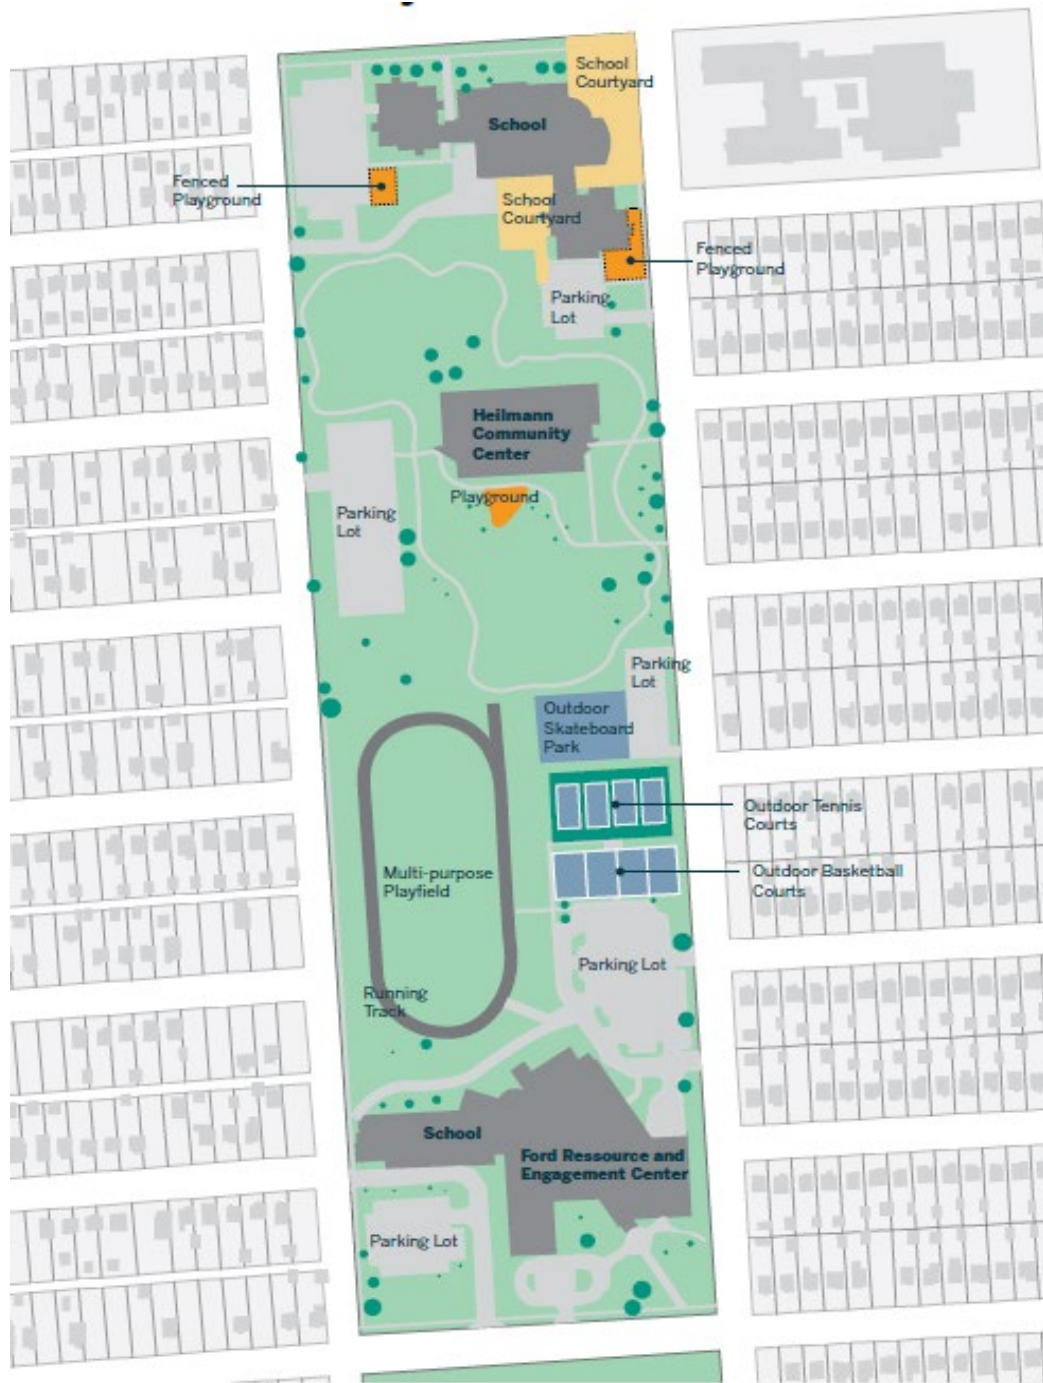 School
Courtyard
School
Fenced
Playground
School
Courtyard
Fenced
Playground
Parking
Lot
Heilmann
Community
Center
Playground
Parking
Lot
Parking
Lot
Outdoor
Skateboard
Park
Outdoor Tennis
Courts
Multi-purpose
Playfield
Outdoor Basketball
Courts
Parking Lot
Running
Track
School
Ford Ressource and
Engagement Center
Parking Lot